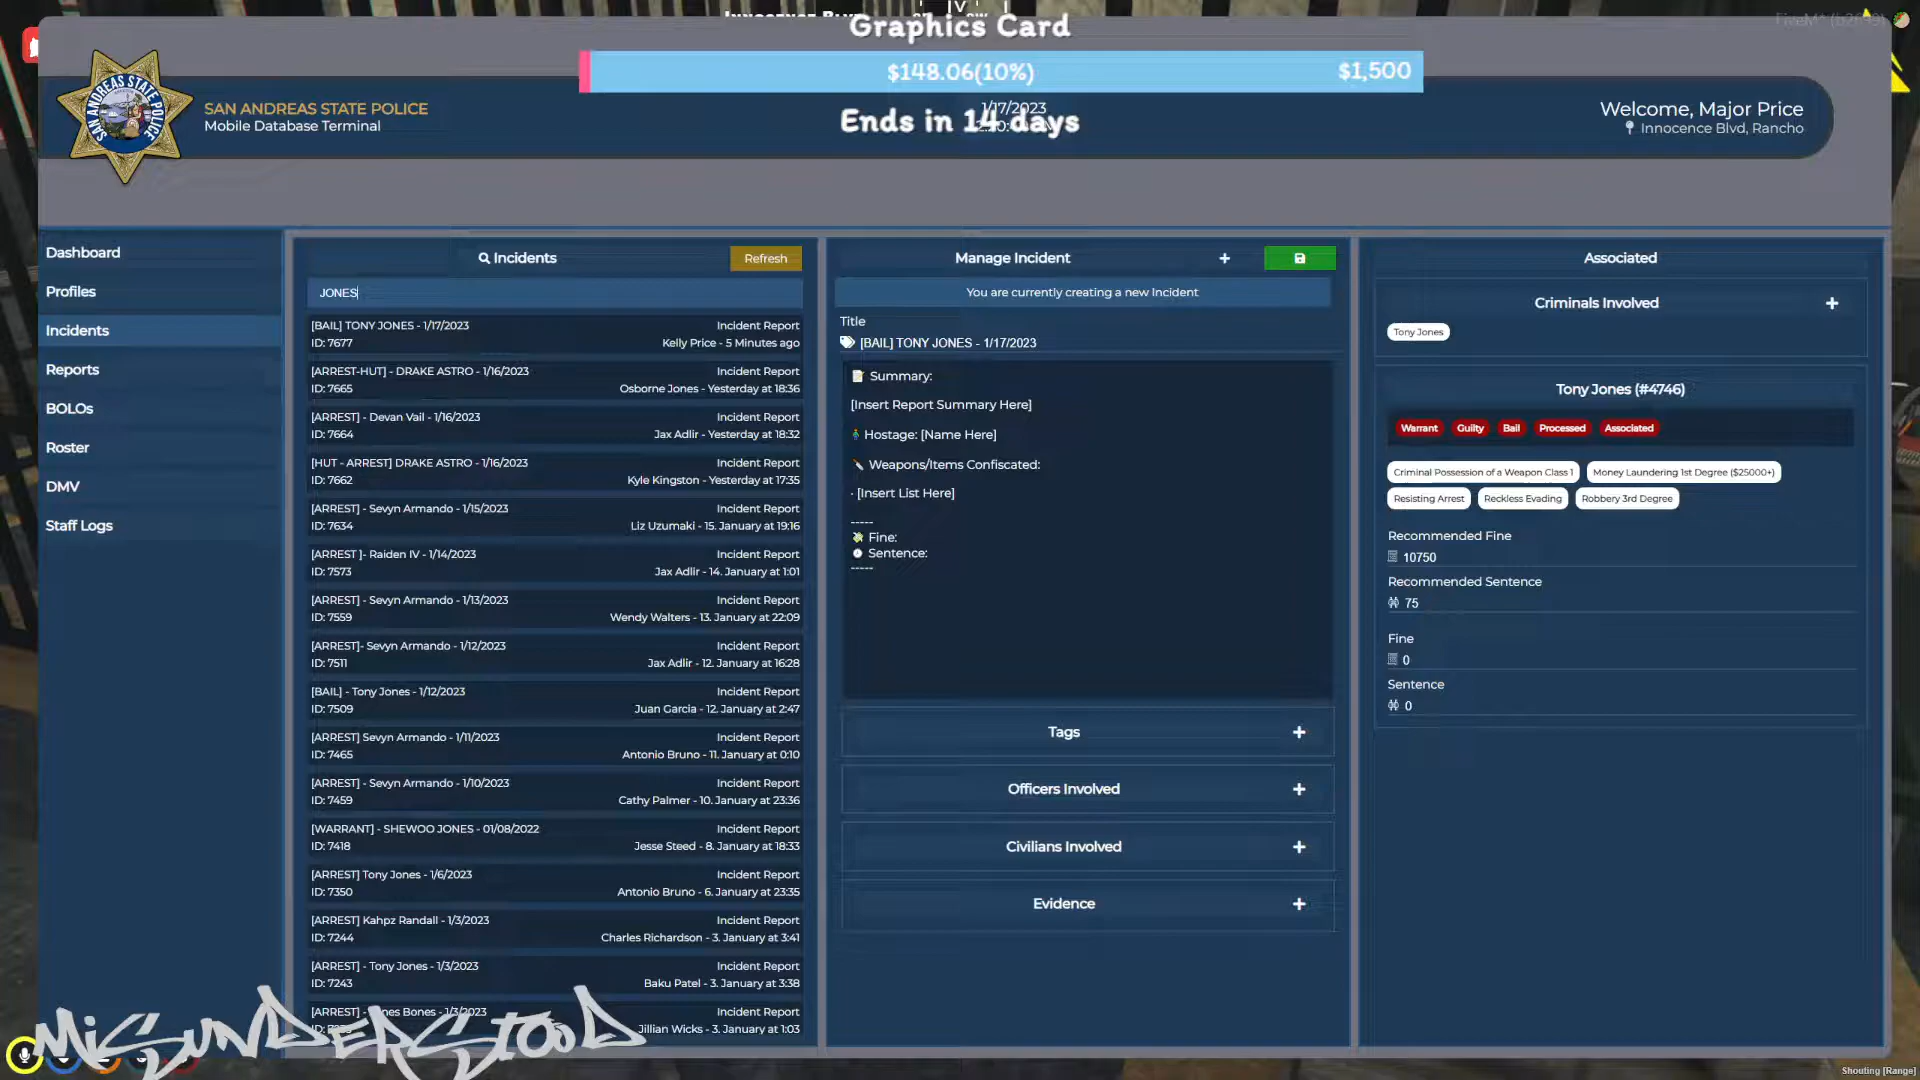 Graphics Card
$148.06(10%)
$1,500
Ends in 14 days
SAN ANDREAS STATE POLICE
Mobile Database Terminal
1/17/2023
Welcome, Major Price
Innocence Blvd, Rancho
SAN ANDREAS
STATE POLICE
Dashboard
Profiles
Incidents
Reports
BOLOs
Roster
DMV
Staff Logs
Incidents
Refresh
JONES
[BAIL] TONY JONES - 1/17/2023
Incident Report
ID: 7677
Kelly Price - 5 Minutes ago
[ARREST-HUT] - DRAKE ASTRO - 1/16/2023
Incident Report
ID: 7665
Osborne Jones - Yesterday at 18:36
[ARREST] - Devan Vail - 1/16/2023
Incident Report
ID: 7664
Jax Adlir - Yesterday at 18:32
[HUT - ARREST] DRAKE ASTRO - 1/16/2023
Incident Report
ID: 7662
Kyle Kingston - Yesterday at 17:35
[ARREST] - Sevyn Armando - 1/15/2023
Incident Report
ID: 7634
Liz Uzumaki - 15. January at 19:16
[ARREST ]- Raiden IV - 1/14/2023
Incident Report
ID: 7573
Jax Adlir - 14. January at 1:01
[ARREST] - Sevyn Armando - 1/13/2023
Incident Report
ID: 7559
Wendy Walters - 13. January at 22:09
[ARREST]- Sevyn Armando - 1/12/2023
Incident Report
ID: 7511
Jax Adlir - 12. January at 16:28
[BAIL] - Tony Jones - 1/12/2023
Incident Report
ID: 7509
Juan Garcia - 12. January at 2:47
[ARREST] Sevyn Armando - 1/11/2023
Incident Report
ID: 7465
Antonio Bruno - 11. January at 0:10
[ARREST] - Sevyn Armando - 1/10/2023
Incident Report
ID: 7459
Cathy Palmer - 10. January at 23:36
[WARRANT] - SHEWOO JONES - 01/08/2022
Incident Report
ID: 7418
Jesse Steed - 8. January at 18:33
[ARREST] Tony Jones - 1/6/2023
Incident Report
ID: 7350
Antonio Bruno - 6. January at 23:35
[ARREST] Kahpz Randall - 1/3/2023
Incident Report
ID: 7244
Charles Richardson - 3. January at 3:41
[ARREST] - Tony Jones - 1/3/2023
Incident Report
ID: 7243
Baku Patel - 3. January at 3:38
[ARREST] - Bones - 1/3/2023
Incident Report
Jillian Wicks - 3. January at 1:03
Manage Incident
You are currently creating a new Incident
Title
[BAIL] TONY JONES - 1/17/2023
Summary:
[Insert Report Summary Here]
Hostage: [Name Here]
Weapons/Items Confiscated:
· [Insert List Here]
-----
Fine:
Sentence:
-----
Tags
Officers Involved
Civilians Involved
Evidence
Associated
Criminals Involved
Tony Jones
Tony Jones (#4746)
Warrant Guilty Bail Processed Associated
Criminal Possession of a Weapon Class 1 Money Laundering 1st Degree ($25000+)
Resisting Arrest Reckless Evading Robbery 3rd Degree
Recommended Fine
10750
Recommended Sentence
75
Fine
0
Sentence
0
MiSUNDERSTOOD
Shouting [Range]